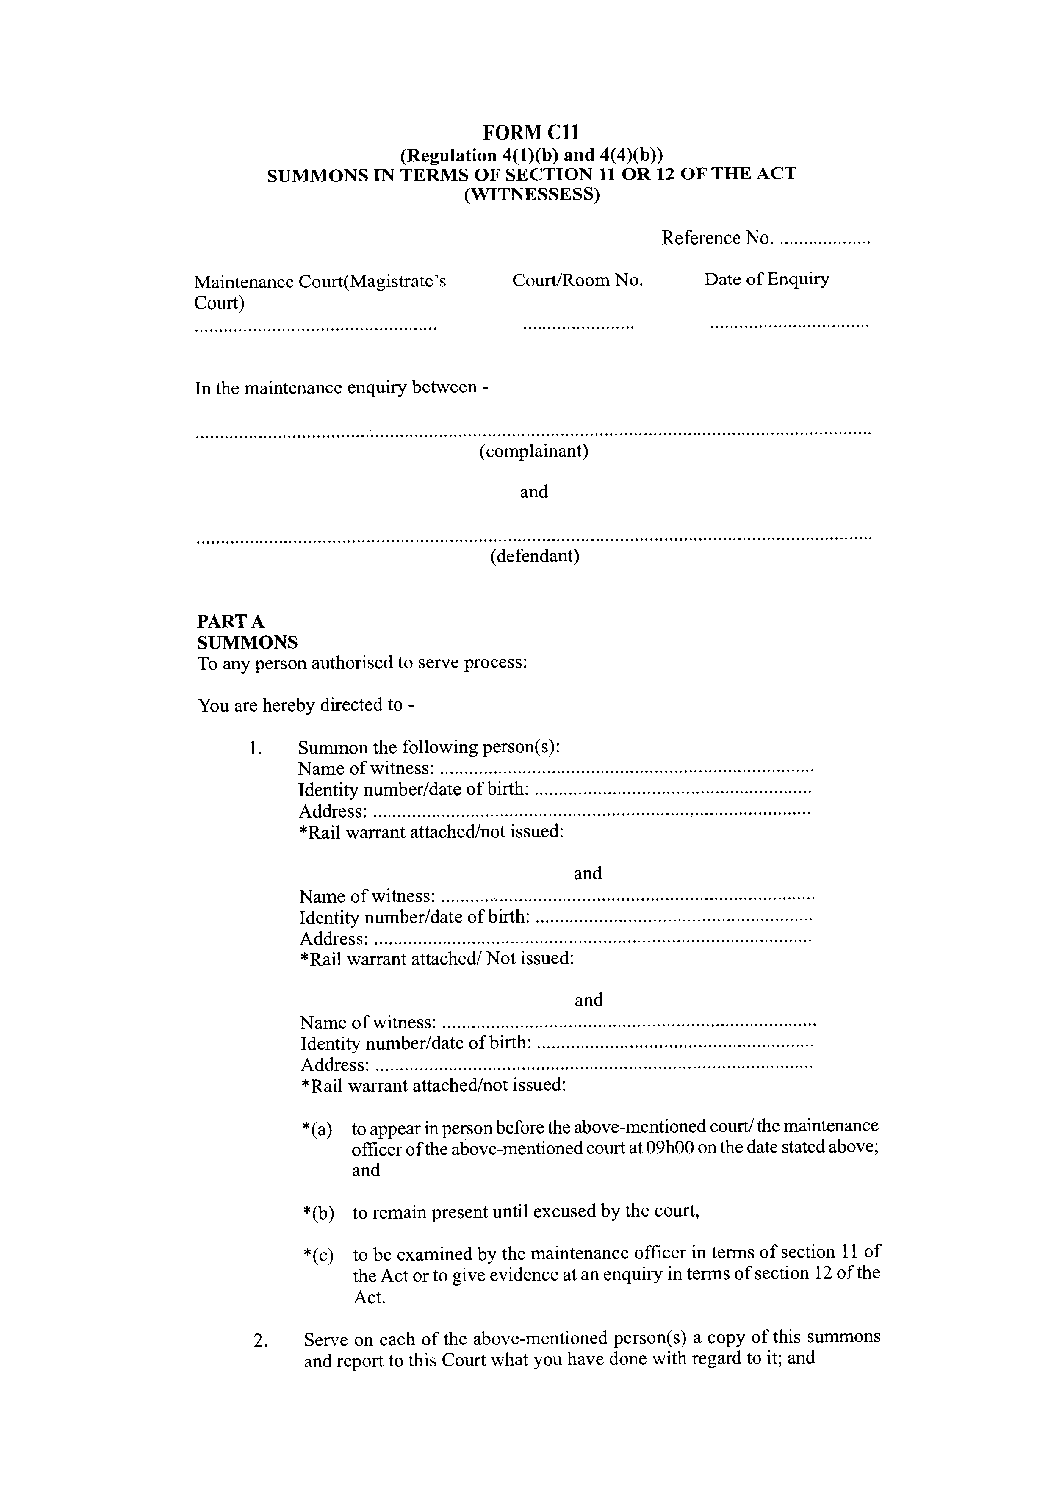 FORM C11
(Regulation 4(1)(b) and 4(4)(b))
SUMMONS IN TERMS OF SECTION 11 OR 12 OF THE ACT
(WITNESSESS)
Reference No. ...................
Maintenance Court(Magistrate's Court/Room No. Date of Enquiry
Court)
.................................................. ....................... .................................
In the maintenance enquiry between -
............................................................................................................................................
(complainant)
and
............................................................................................................................................
(defendant)
PART A
SUMMONS
To any person authorised to serve process:
You are hereby directed to -
1. Summon the following person(s):
Name of witness: .............................................................................
Identity number/date of birth: .........................................................
Address: ..........................................................................................
*Rail warrant attached/not issued:
and
Name of witness: .............................................................................
Identity number/date of birth: .........................................................
Address: ..........................................................................................
*Rail warrant attached/ Not issued:
and
Name of witness: .............................................................................
Identity number/date of birth: .........................................................
Address: ..........................................................................................
*Rail warrant attached/not issued:
*(a) to appear in person before the above-mentioned court/ the maintenance
officer of the above-mentioned court at 09h00 on the date stated above;
and
*(b) to remain present until excused by the court,
*(c) to be examined by the maintenance officer in terms of section 11 of
the Act or to give evidence at an enquiry in terms of section 12 of the
Act.
2. Serve on each of the above-mentioned person(s) a copy of this summons
and report to this Court what you have done with regard to it; and